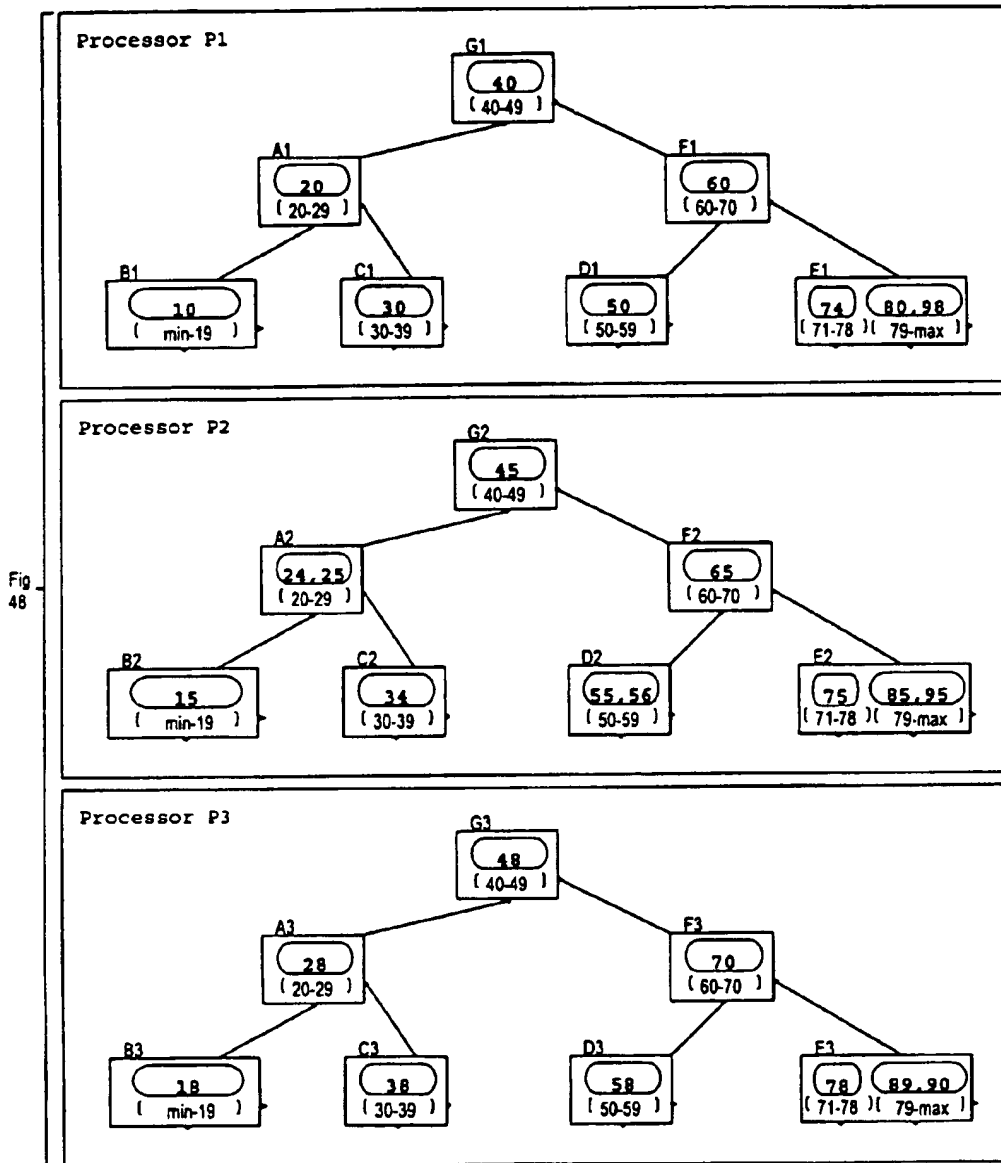 Processor P1
G1
40
( 40-49 )
A1
20
( 20-29 )
F1
60
( 60-70 )
B1
10
( min-19 )
C1
30
( 30-39 )
D1
50
( 50-59 )
E1
74 80,98
( 71-78 )( 79-max )
Processor P2
G2
45
( 40-49 )
A2
24,25
( 20-29 )
F2
65
( 60-70 )
Fig
48
B2
15
( min-19 )
C2
34
( 30-39 )
D2
55,56
( 50-59 )
E2
75 85,95
( 71-78 )( 79-max )
Processor P3
G3
48
( 40-49 )
A3
28
( 20-29 )
F3
70
( 60-70 )
B3
18
( min-19 )
C3
38
( 30-39 )
D3
58
( 50-59 )
E3
78 89,90
( 71-78 )( 79-max )